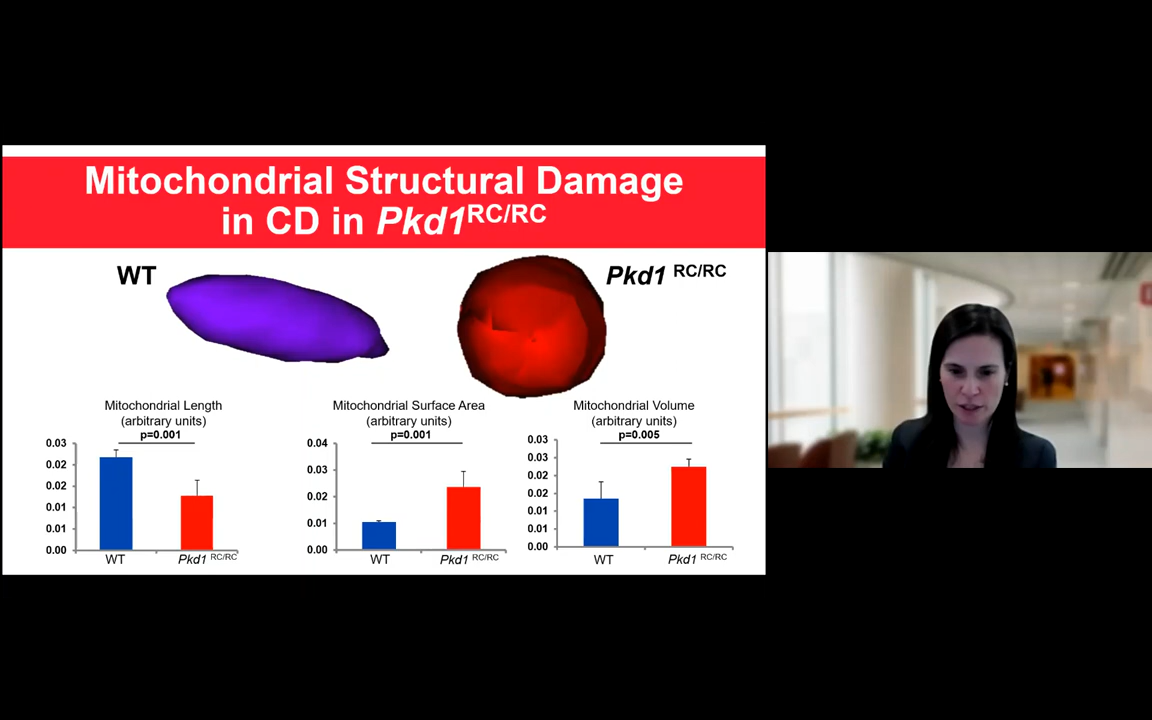 Mitochondrial Structural Damage
in CD in Pkd1RC/RC
WT
Pkd1 RC/RC
Mitochondrial Length
(arbitrary units)
p=0.001
0.03
0.02
0.02
0.01
0.01
0.00
WT
Pkd1 RC/RC
Mitochondrial Surface Area
(arbitrary units)
p=0.001
0.04
0.03
0.02
0.01
0.00
WT
Pkd1 RC/RC
Mitochondrial Volume
(arbitrary units)
p=0.005
0.03
0.03
0.02
0.02
0.01
0.01
0.00
WT
Pkd1 RC/RC